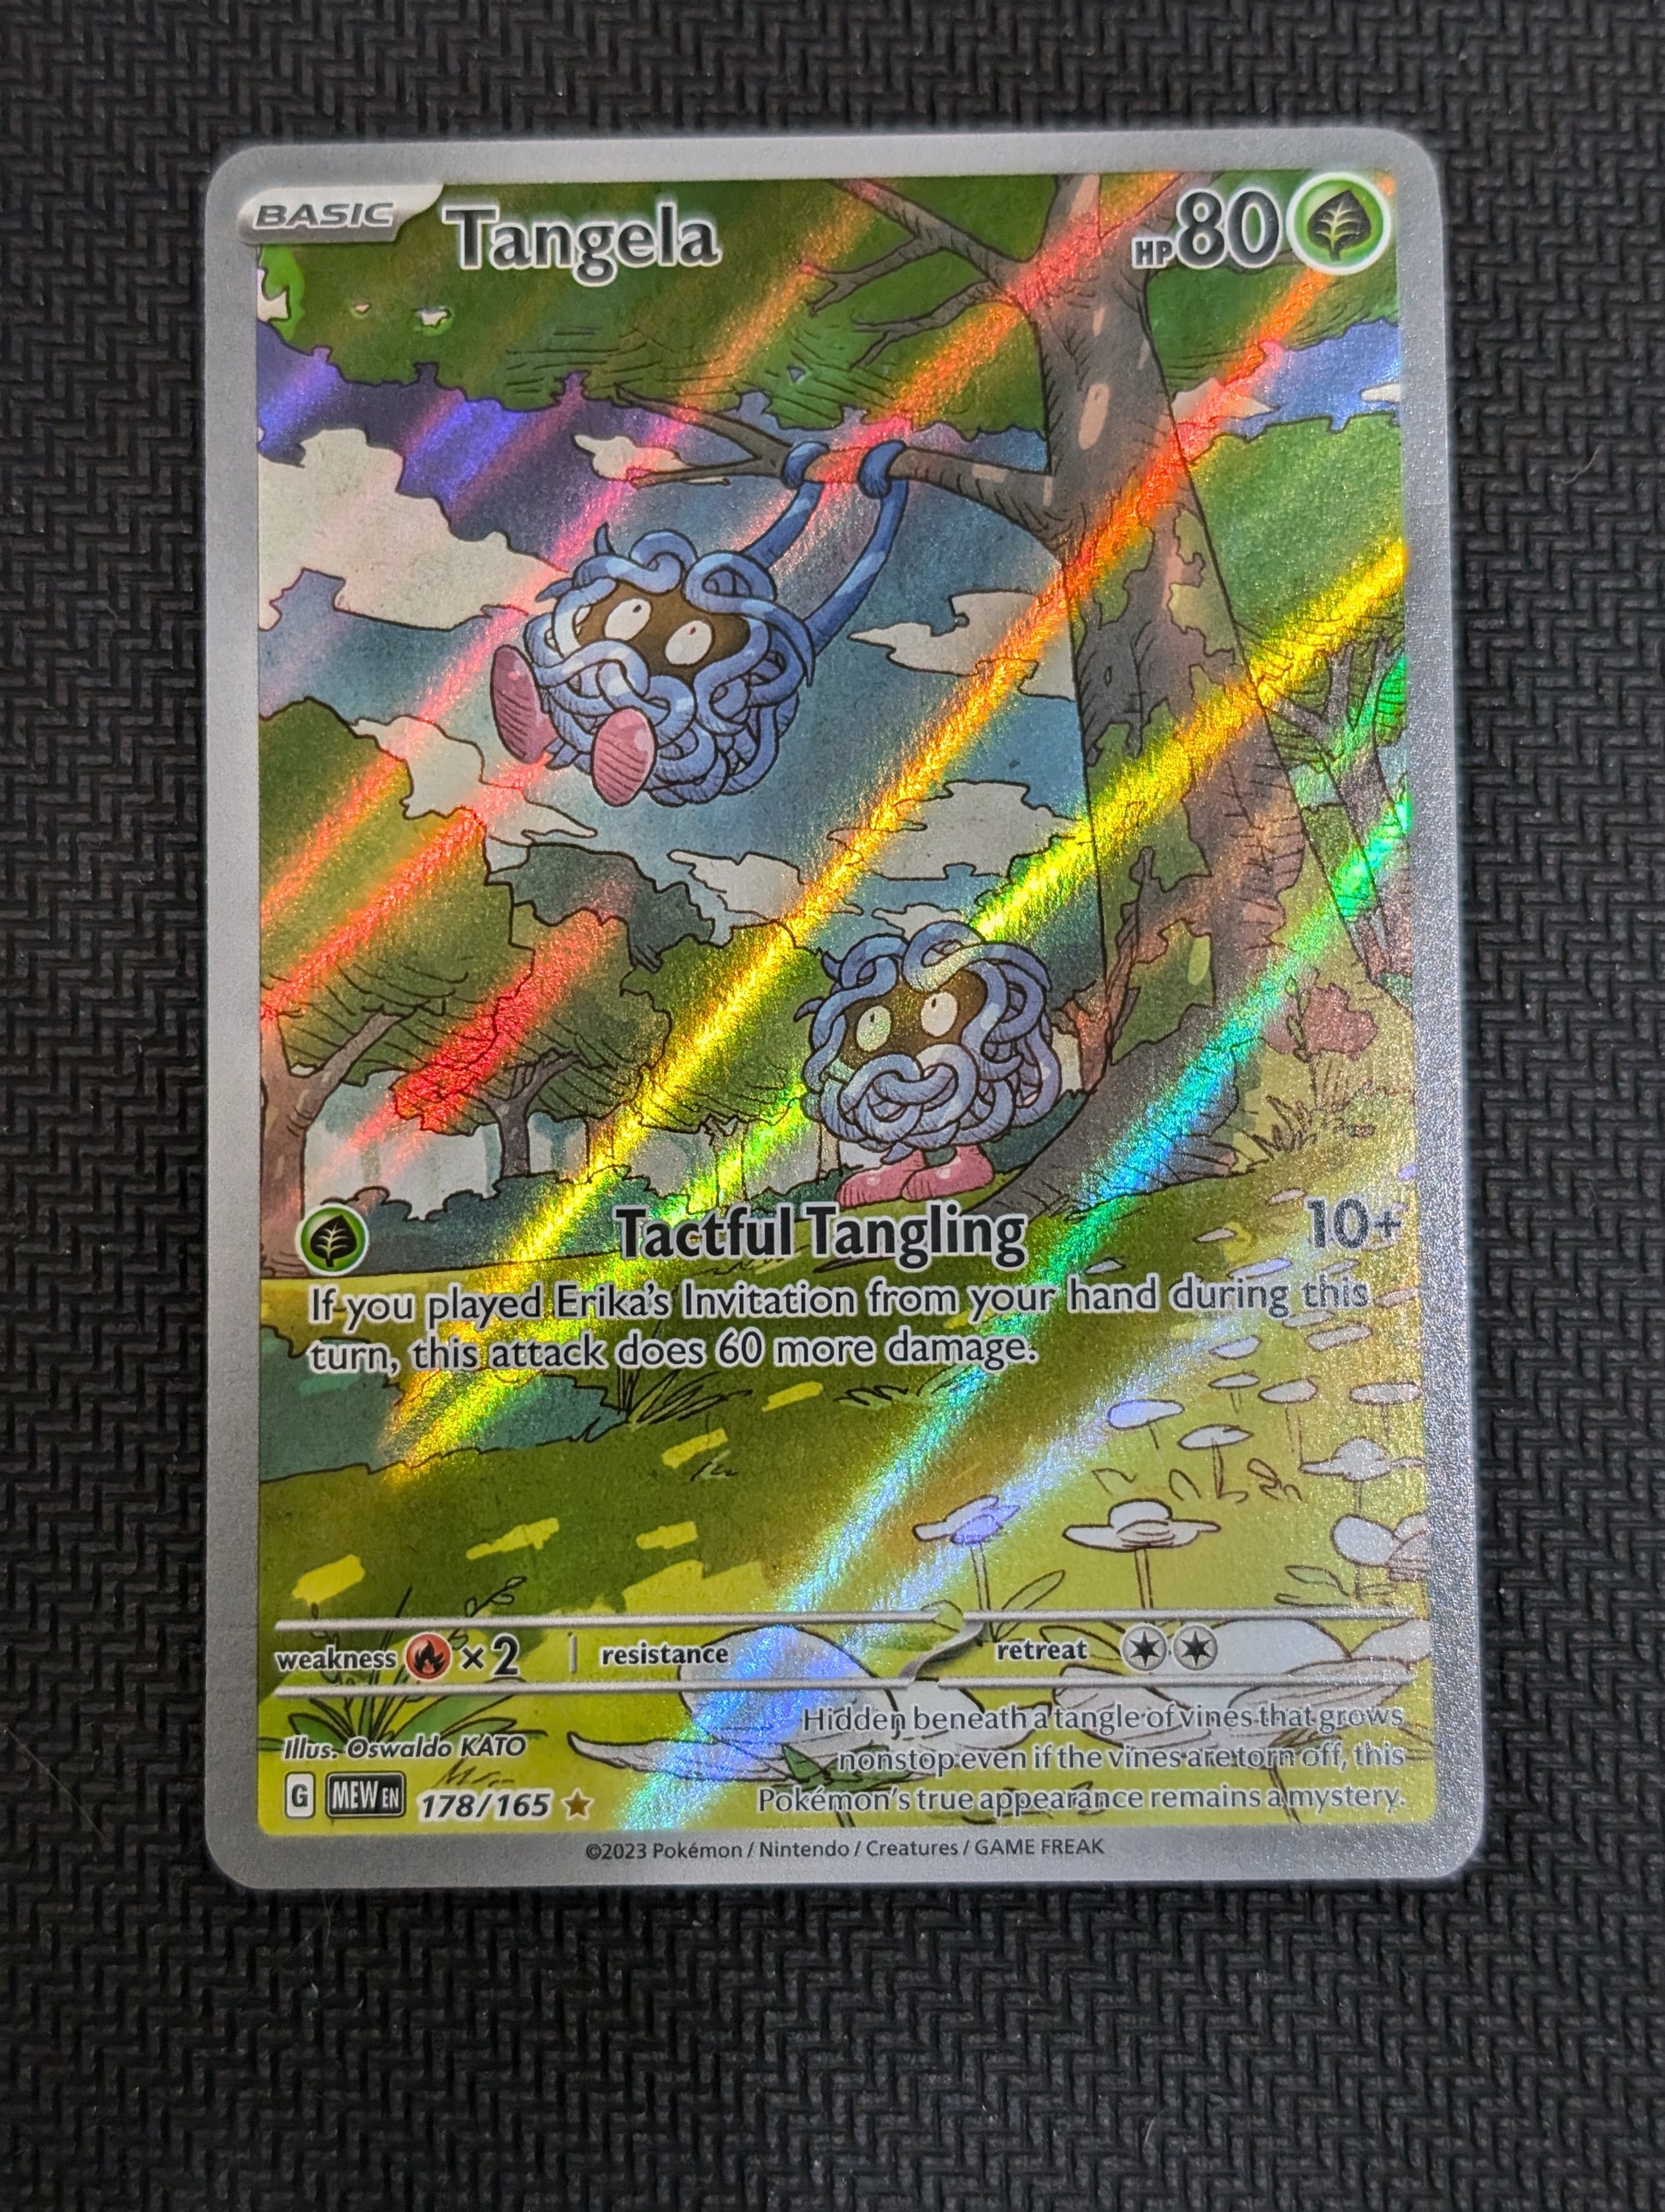 BASIC Tangela HP 80
Tactful Tangling 10+
If you played Erika's Invitation from your hand during this
turn, this attack does 60 more damage.
weakness ×2 resistance retreat
Illus. Oswaldo KATO
G MEW EN 178/165
Hidden beneath a tangle of vines that grows
nonstop even if the vines are torn off, this
Pokémon's true appearance remains a mystery.
©2023 Pokémon / Nintendo / Creatures / GAME FREAK